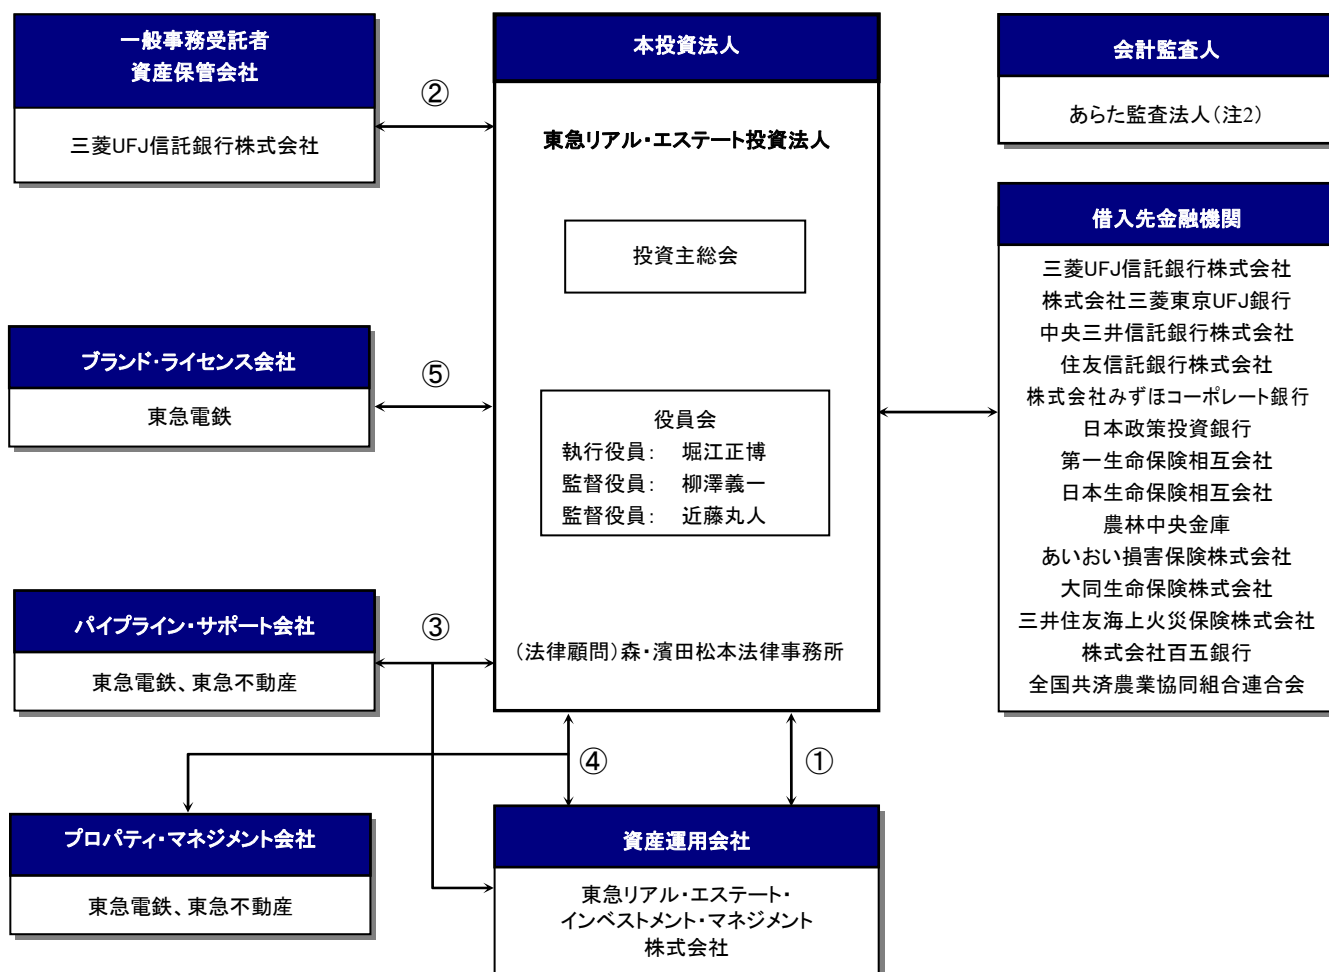 一般事務受託者
資産保管会社
三菱UFJ信託銀行株式会社
②
本投資法人
東急リアル・エステート投資法人
投資主総会
役員会
執行役員： 堀江正博
監督役員： 柳澤義一
監督役員： 近藤丸人
(法律顧問)森・濱田松本法律事務所
会計監査人
あらた監査法人(注2)
借入先金融機関
三菱UFJ信託銀行株式会社
株式会社三菱東京UFJ銀行
中央三井信託銀行株式会社
住友信託銀行株式会社
株式会社みずほコーポレート銀行
日本政策投資銀行
第一生命保険相互会社
日本生命保険相互会社
農林中央金庫
あいおい損害保険株式会社
大同生命保険株式会社
三井住友海上火災保険株式会社
株式会社百五銀行
全国共済農業協同組合連合会
ブランド・ライセンス会社
東急電鉄
⑤
パイプライン・サポート会社
東急電鉄、東急不動産
③
④
①
プロパティ・マネジメント会社
東急電鉄、東急不動産
資産運用会社
東急リアル・エステート・
インベストメント・マネジメント
株式会社